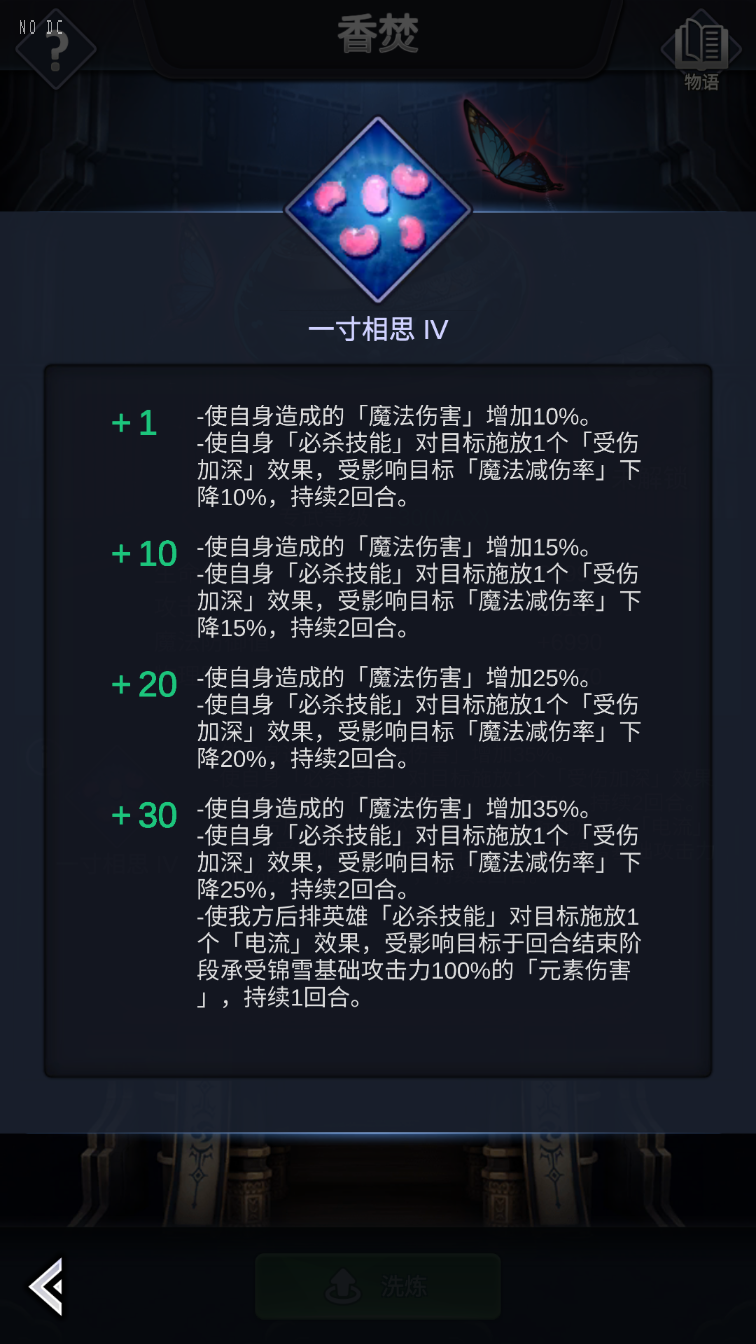 NO DC
香焚
物语
一寸相思 IV
+1
-使自身造成的「魔法伤害」增加10%。
-使自身「必杀技能」对目标施放1个「受伤
加深」效果，受影响目标「魔法减伤率」下
降10%，持续2回合。
+10
-使自身造成的「魔法伤害」增加15%。
-使自身「必杀技能」对目标施放1个「受伤
加深」效果，受影响目标「魔法减伤率」下
降15%，持续2回合。
+20
-使自身造成的「魔法伤害」增加25%。
-使自身「必杀技能」对目标施放1个「受伤
加深」效果，受影响目标「魔法减伤率」下
降20%，持续2回合。
+30
-使自身造成的「魔法伤害」增加35%。
-使自身「必杀技能」对目标施放1个「受伤
加深」效果，受影响目标「魔法减伤率」下
降25%，持续2回合。
-使我方后排英雄「必杀技能」对目标施放1
个「电流」效果，受影响目标于回合结束阶
段承受锦雪基础攻击力100%的「元素伤害
」，持续1回合。
洗炼